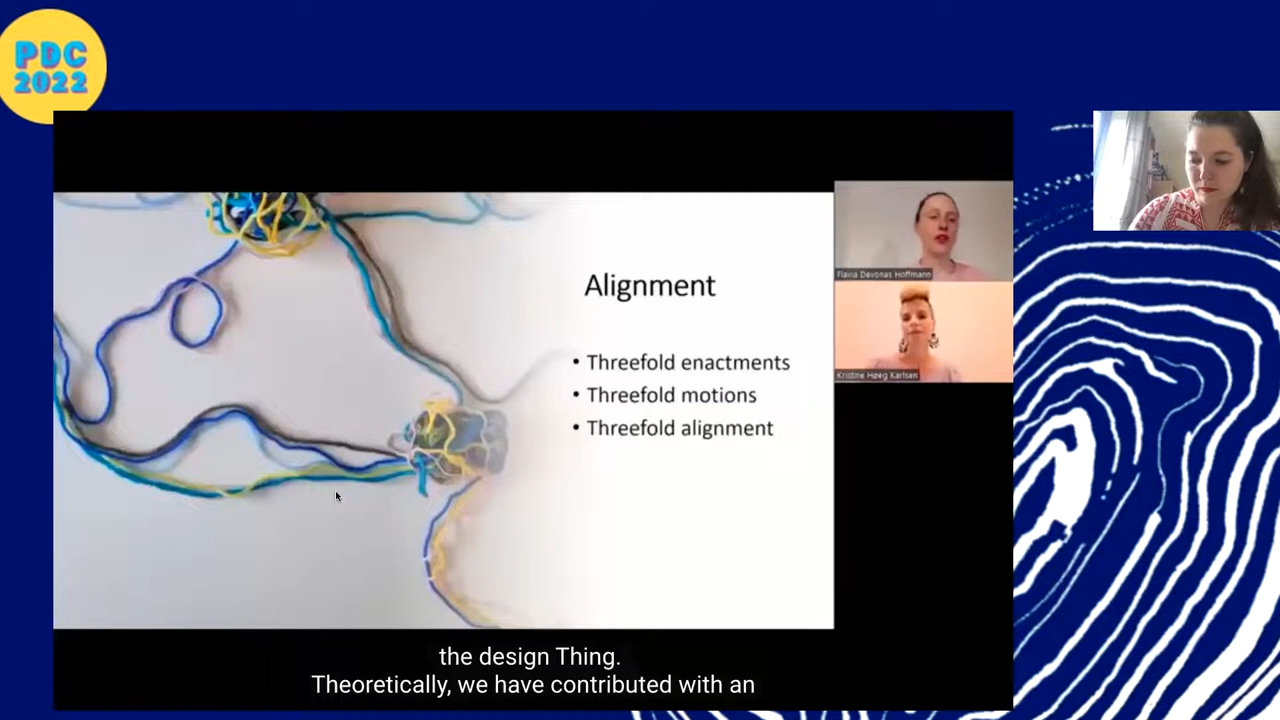 PDC
2022
Alignment
• Threefold enactments
• Threefold motions
• Threefold alignment
Flavia Devonas Hoffmann
Kristine Høeg Karlsen
the design Thing.
Theoretically, we have contributed with an